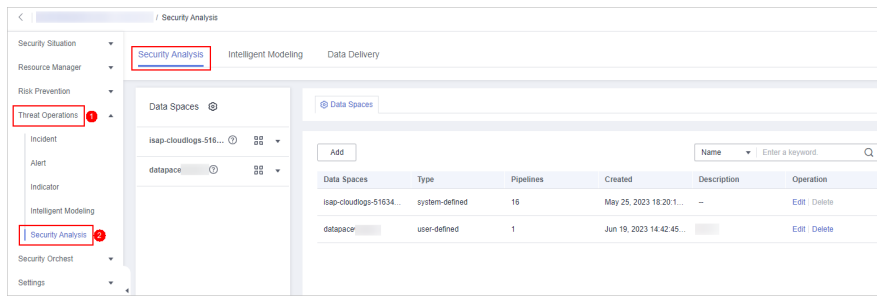 / Security Analysis
Security Situation
Resource Manager
Risk Prevention
Threat Operations 1
Incident
Alert
Indicator
Intelligent Modeling
Security Analysis 2
Security Orchest
Settings
Security Analysis Intelligent Modeling Data Delivery
Data Spaces
isap-cloudlogs-516...
datapace
Data Spaces
Add
Name Enter a keyword.
Data Spaces Type Pipelines Created Description Operation
isap-cloudlogs-51634... system-defined 16 May 25, 2023 18:20:1... -- Edit Delete
datapace user-defined 1 Jun 19, 2023 14:42:45... Edit Delete